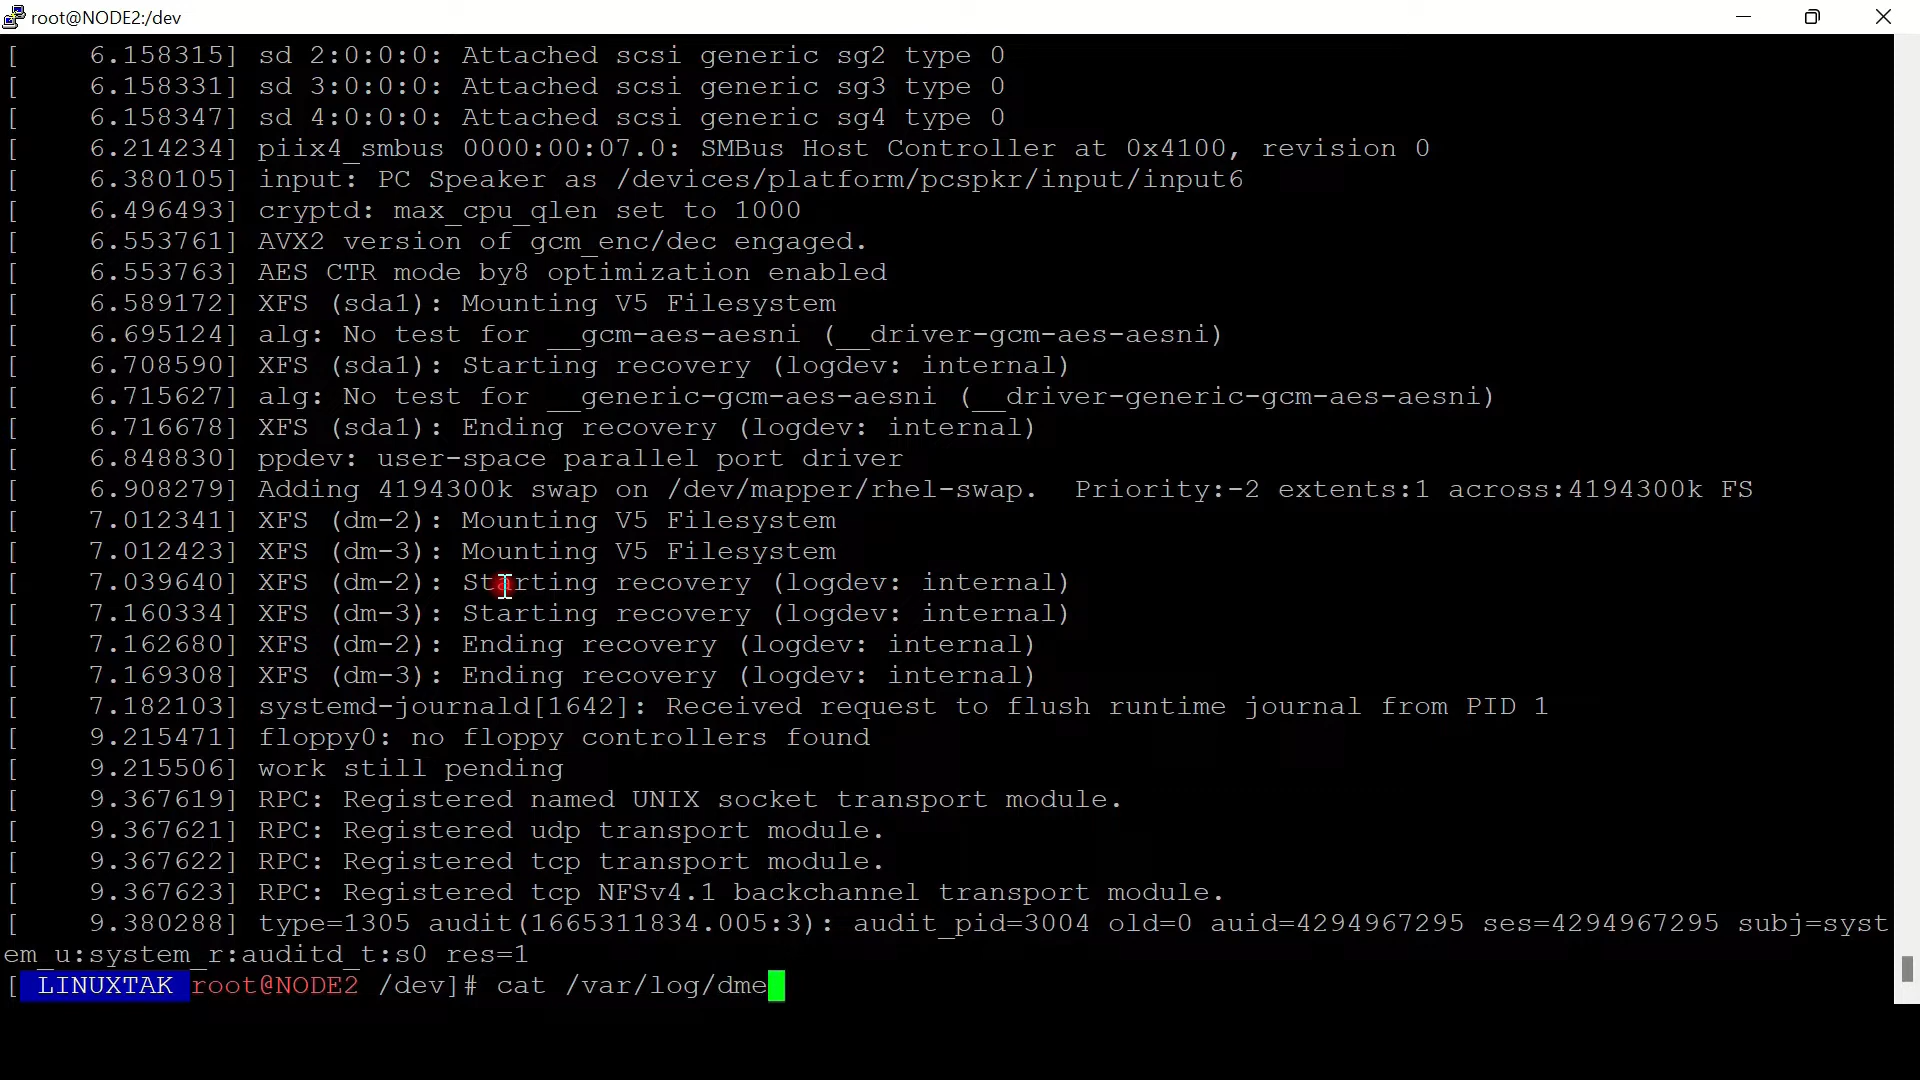 root@NODE2:/dev
[    6.158315] sd 2:0:0:0: Attached scsi generic sg2 type 0
[    6.158331] sd 3:0:0:0: Attached scsi generic sg3 type 0
[    6.158347] sd 4:0:0:0: Attached scsi generic sg4 type 0
[    6.214234] piix4_smbus 0000:00:07.0: SMBus Host Controller at 0x4100, revision 0
[    6.380105] input: PC Speaker as /devices/platform/pcspkr/input/input6
[    6.496493] cryptd: max_cpu_qlen set to 1000
[    6.553761] AVX2 version of gcm_enc/dec engaged.
[    6.553763] AES CTR mode by8 optimization enabled
[    6.589172] XFS (sda1): Mounting V5 Filesystem
[    6.695124] alg: No test for __gcm-aes-aesni (__driver-gcm-aes-aesni)
[    6.708590] XFS (sda1): Starting recovery (logdev: internal)
[    6.715627] alg: No test for __generic-gcm-aes-aesni (__driver-generic-gcm-aes-aesni)
[    6.716678] XFS (sda1): Ending recovery (logdev: internal)
[    6.848830] ppdev: user-space parallel port driver
[    6.908279] Adding 4194300k swap on /dev/mapper/rhel-swap.  Priority:-2 extents:1 across:4194300k FS
[    7.012341] XFS (dm-2): Mounting V5 Filesystem
[    7.012423] XFS (dm-3): Mounting V5 Filesystem
[    7.039640] XFS (dm-2): Starting recovery (logdev: internal)
[    7.160334] XFS (dm-3): Starting recovery (logdev: internal)
[    7.162680] XFS (dm-2): Ending recovery (logdev: internal)
[    7.169308] XFS (dm-3): Ending recovery (logdev: internal)
[    7.182103] systemd-journald[1642]: Received request to flush runtime journal from PID 1
[    9.215471] floppy0: no floppy controllers found
[    9.215506] work still pending
[    9.367619] RPC: Registered named UNIX socket transport module.
[    9.367621] RPC: Registered udp transport module.
[    9.367622] RPC: Registered tcp transport module.
[    9.367623] RPC: Registered tcp NFSv4.1 backchannel transport module.
[    9.380288] type=1305 audit(1665311834.005:3): audit_pid=3004 old=0 auid=4294967295 ses=4294967295 subj=syst
em_u:system_r:auditd_t:s0 res=1
[ LINUXTAK root@NODE2 /dev]# cat /var/log/dme